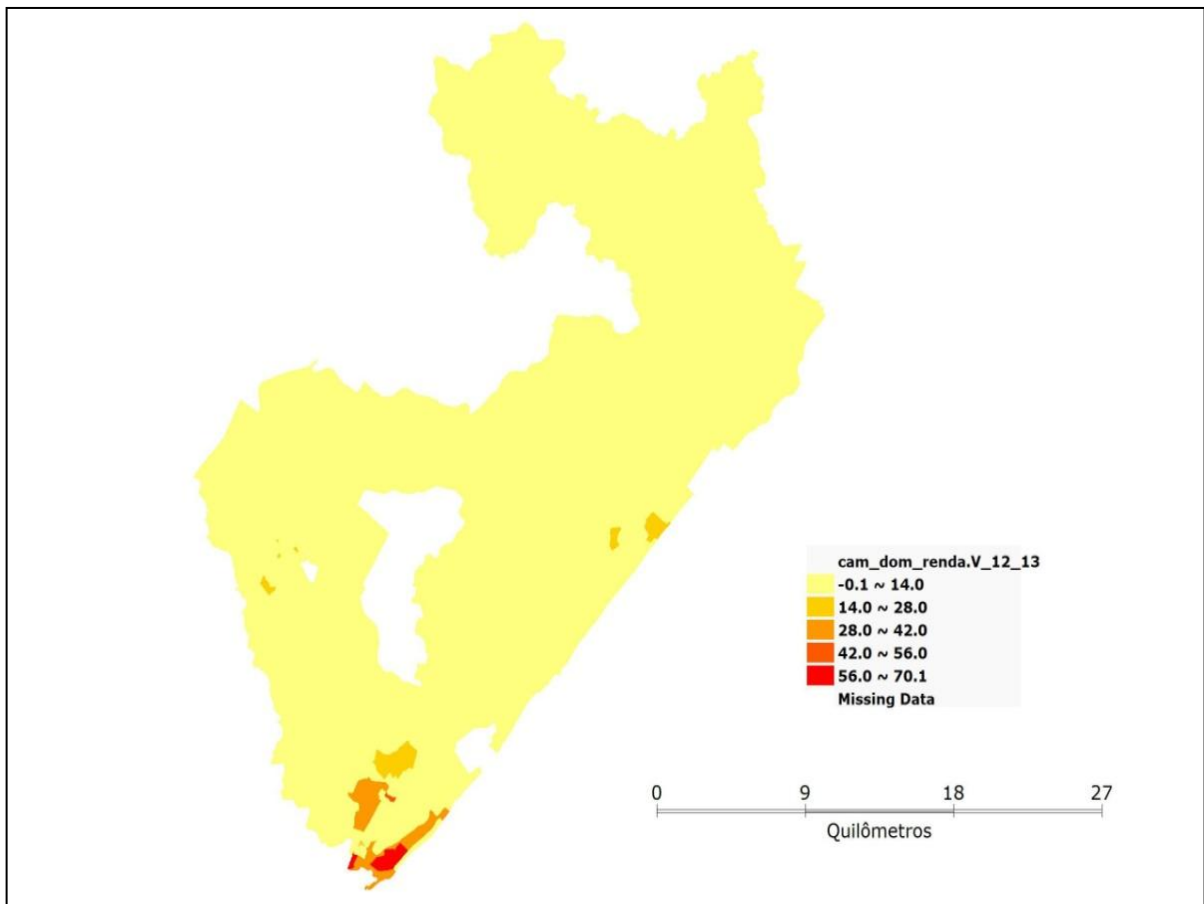 cam_dom_renda.V_12_13
-0.1 ~ 14.0
14.0 ~ 28.0
28.0 ~ 42.0
42.0 ~ 56.0
56.0 ~ 70.1
Missing Data
0 9 18 27
Quilômetros